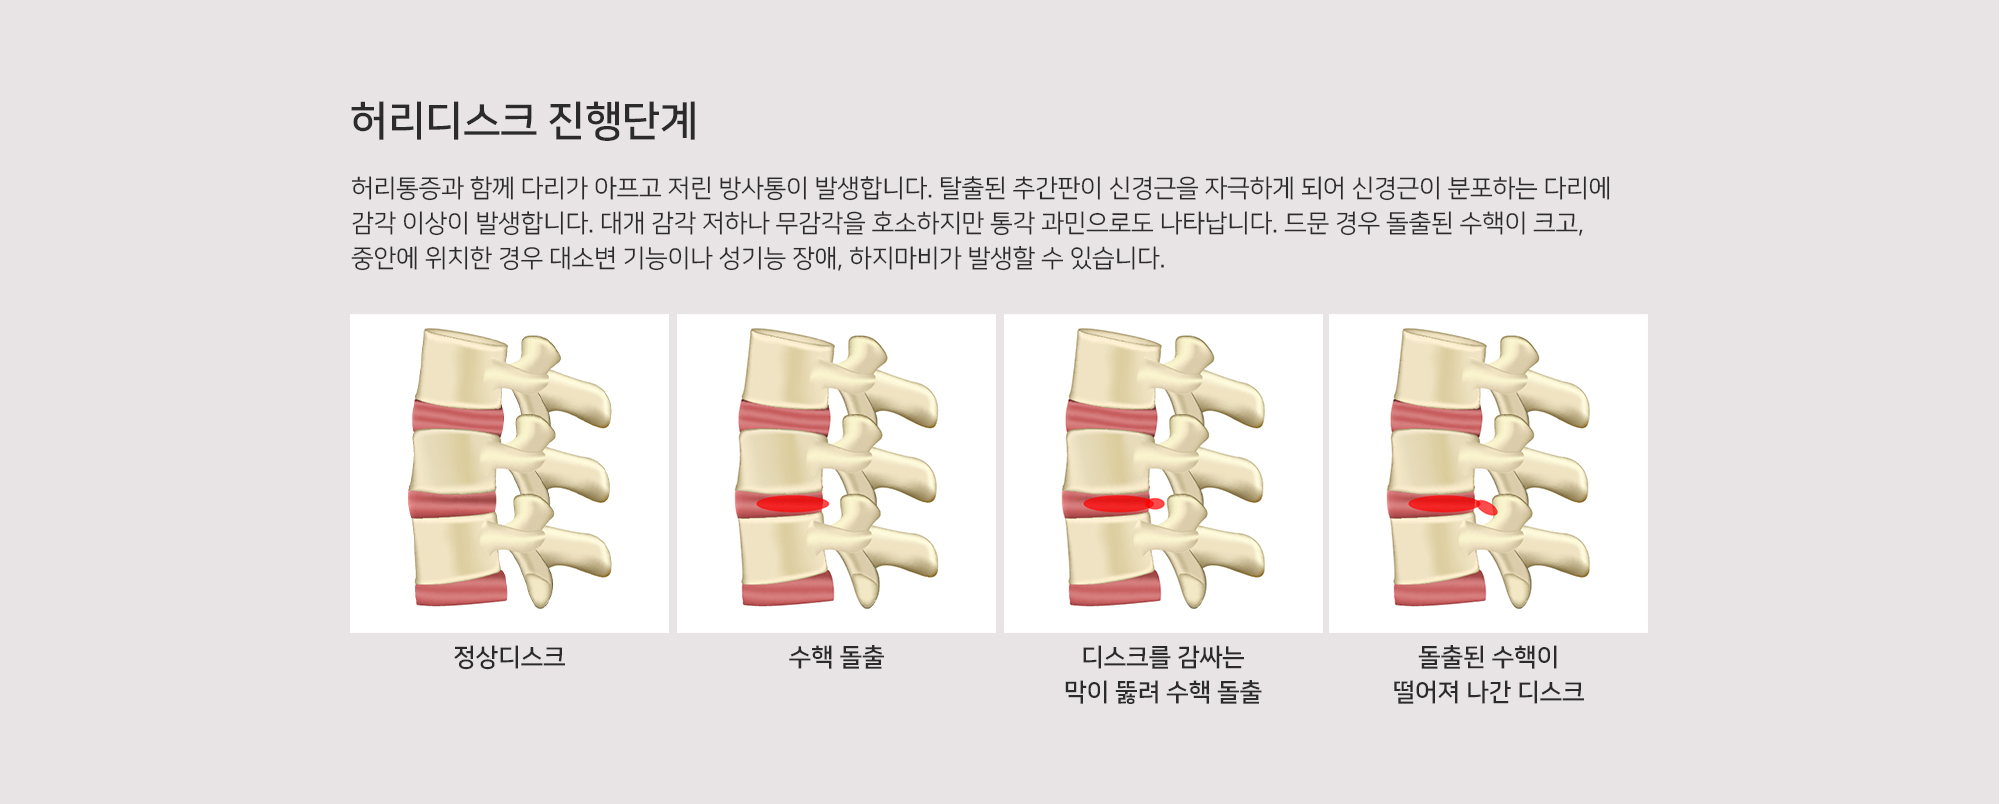 허리디스크 진행단계
허리통증과 함께 다리가 아프고 저린 방사통이 발생합니다. 탈출된 추간판이 신경근을 자극하게 되어 신경근이 분포하는 다리에
감각 이상이 발생합니다. 대개 감각 저하나 무감각을 호소하지만 통각 과민으로도 나타납니다. 드문 경우 돌출된 수핵이 크고,
중안에 위치한 경우 대소변 기능이나 성기능 장애, 하지마비가 발생할 수 있습니다.
정상디스크
수핵 돌출
디스크를 감싸는
막이 뚫려 수핵 돌출
돌출된 수핵이
떨어져 나간 디스크